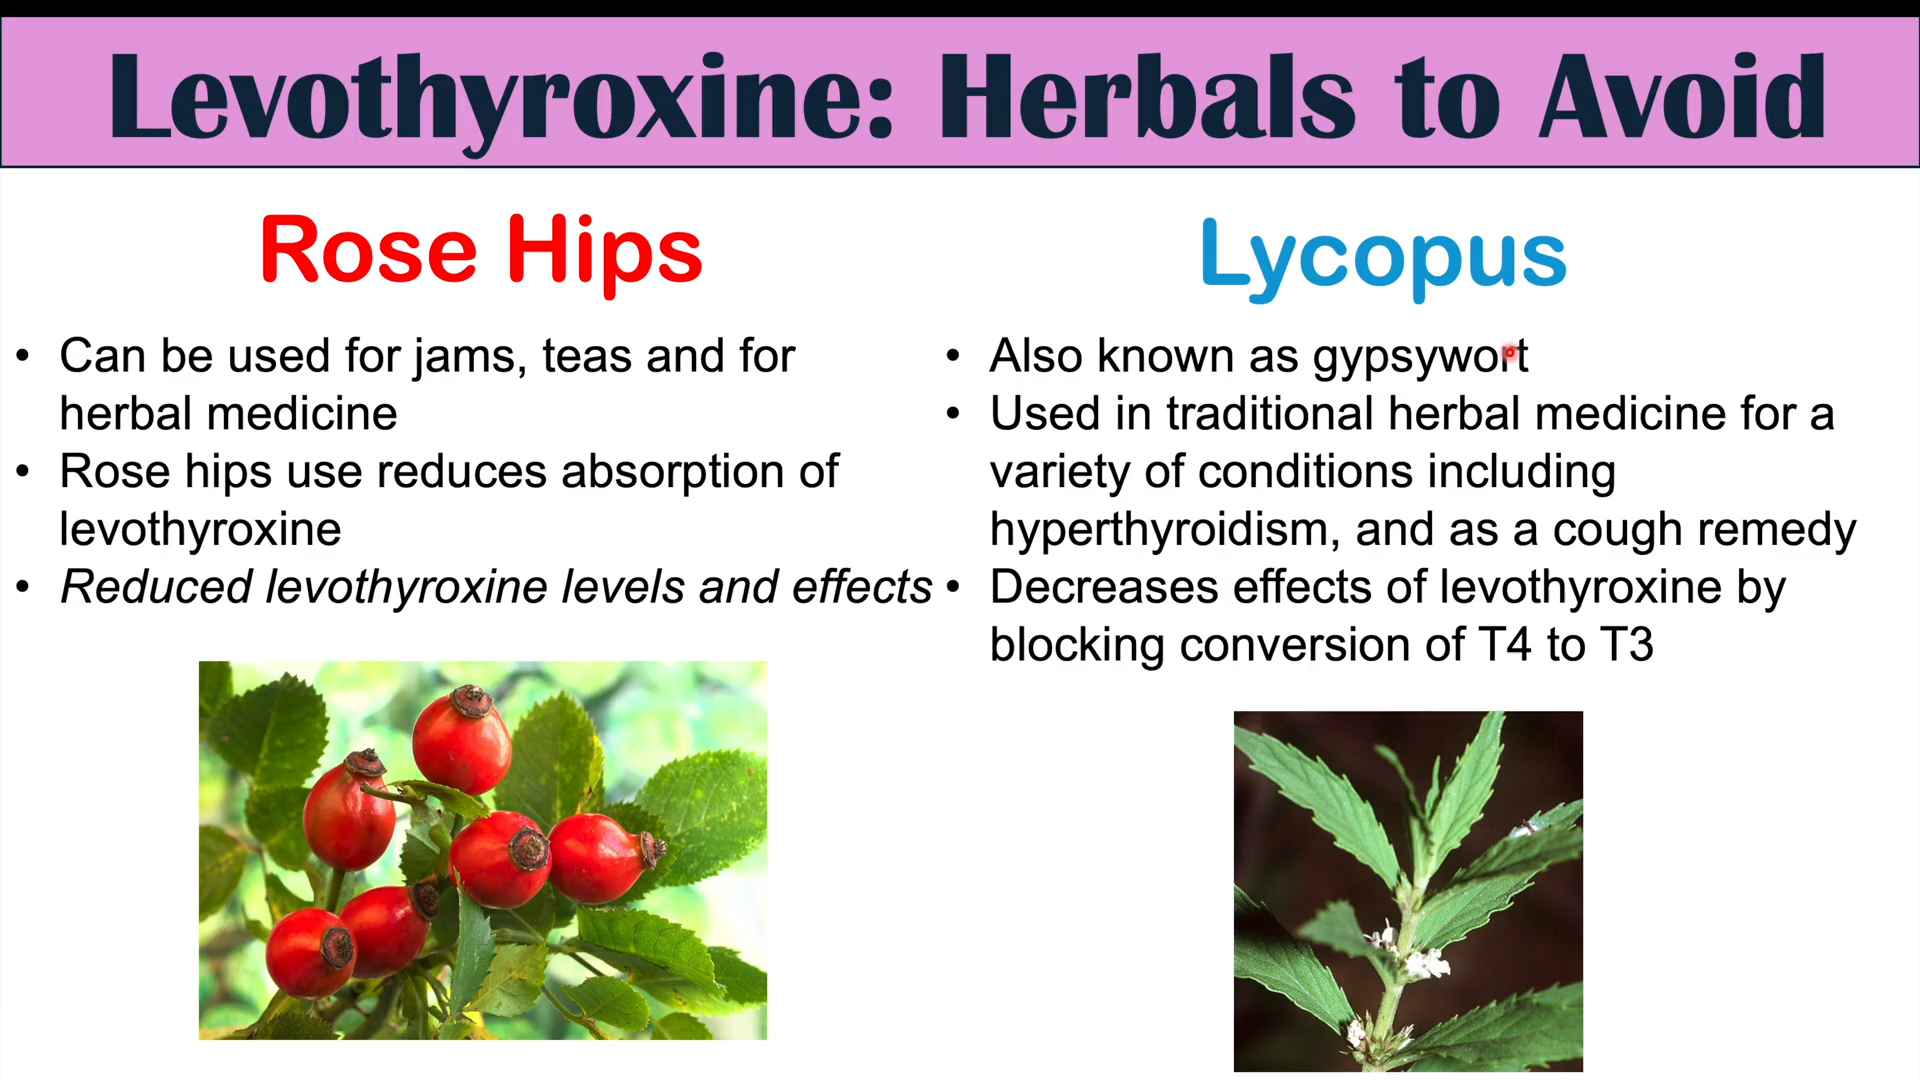 Levothyroxine: Herbals to Avoid
Rose Hips
• Can be used for jams, teas and for
herbal medicine
• Rose hips use reduces absorption of
levothyroxine
• Reduced levothyroxine levels and effects
Lycopus
• Also known as gypsywort
• Used in traditional herbal medicine for a
variety of conditions including
hyperthyroidism, and as a cough remedy
• Decreases effects of levothyroxine by
blocking conversion of T4 to T3